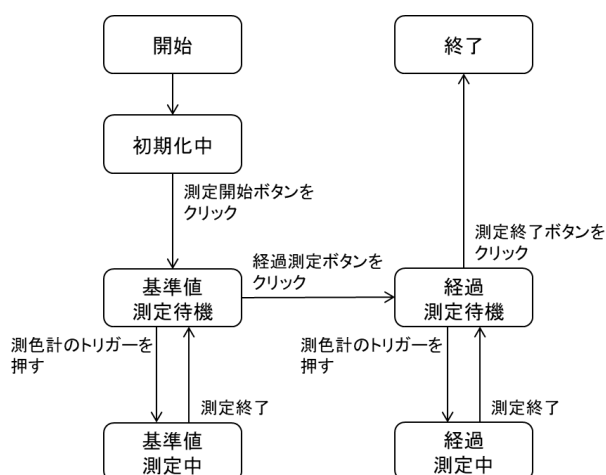 開始
終了
初期化中
測定開始ボタンを
クリック
測定終了ボタンを
クリック
経過測定ボタンを
クリック
基準値
測定待機
経過
測定待機
測色計のトリガーを
押す
測色計のトリガーを
押す
測定終了
測定終了
基準値
測定中
経過
測定中